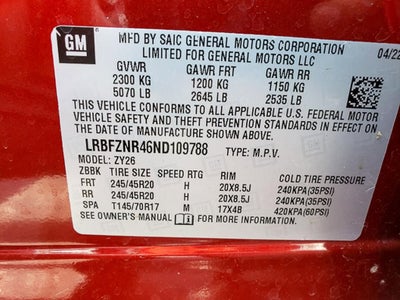 GM
MFD BY SAIC GENERAL MOTORS CORPORATION
LIMITED FOR GENERAL MOTORS LLC
04/22
GVWR GAWR FRT GAWR RR
2300 KG 1200 KG 1150 KG
5070 LB 2645 LB 2535 LB
THIS VEHICLE CONFORMS TO ALL APPLICABLE U.S. FEDERAL MOTOR
VEHICLE SAFETY AND THEFT PREVENTION STANDARDS IN
EFFECT ON THE DATE OF MANUFACTURE SHOWN ABOVE.
LRBFZNR46ND109788 TYPE: M.P.V.
MODEL: ZY26
ZBBK TIRE SIZE SPEED RTG RIM COLD TIRE PRESSURE
FRT 245/45R20 H 20X8.5J 240KPA(35PSI)
RR 245/45R20 H 20X8.5J 240KPA(35PSI)
SPA T145/70R17 M 17X4B 420KPA(60PSI)
SEE OWNER'S MANUAL FOR MORE INFORMATION.